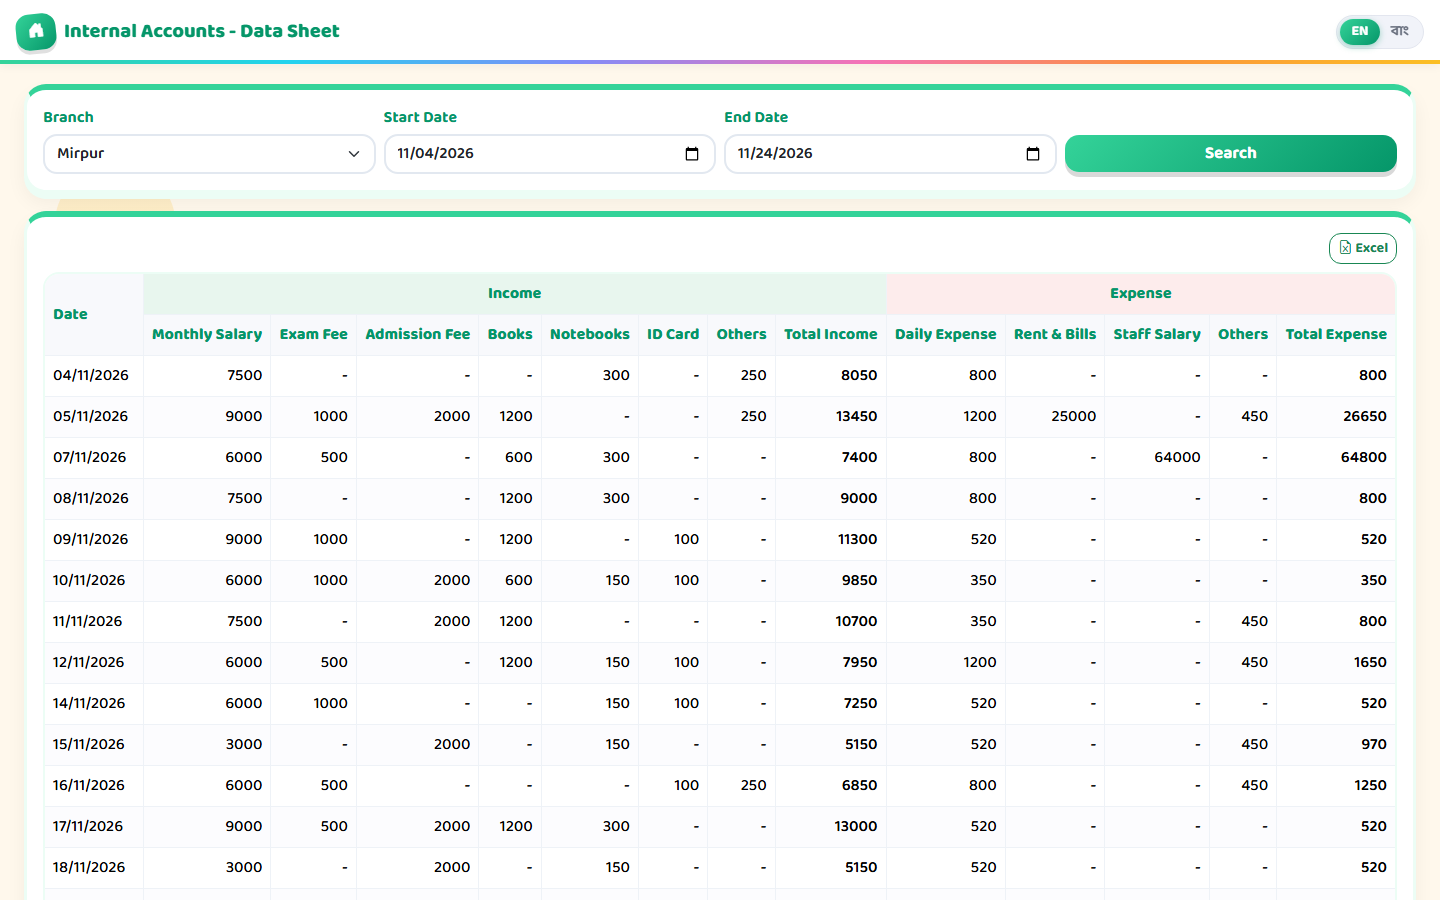 Internal Accounts - Data Sheet
EN বাং
Branch Start Date End Date
Mirpur 11/04/2026 11/24/2026 Search
Excel
Income Expense
Date
Monthly Salary Exam Fee Admission Fee Books Notebooks ID Card Others Total Income Daily Expense Rent & Bills Staff Salary Others Total Expense
04/11/2026 7500 - - - 300 - 250 8050 800 - - - 800
05/11/2026 9000 1000 2000 1200 - - 250 13450 1200 25000 - 450 26650
07/11/2026 6000 500 - 600 300 - - 7400 800 - 64000 - 64800
08/11/2026 7500 - - 1200 300 - - 9000 800 - - - 800
09/11/2026 9000 1000 - 1200 - 100 - 11300 520 - - - 520
10/11/2026 6000 1000 2000 600 150 100 - 9850 350 - - - 350
11/11/2026 7500 - 2000 1200 - - - 10700 350 - - 450 800
12/11/2026 6000 500 - 1200 150 100 - 7950 1200 - - 450 1650
14/11/2026 6000 1000 - - 150 100 - 7250 520 - - - 520
15/11/2026 3000 - 2000 - 150 - - 5150 520 - - 450 970
16/11/2026 6000 500 - - - 100 250 6850 800 - - 450 1250
17/11/2026 9000 500 2000 1200 300 - - 13000 520 - - - 520
18/11/2026 3000 - 2000 - 150 - - 5150 520 - - - 520